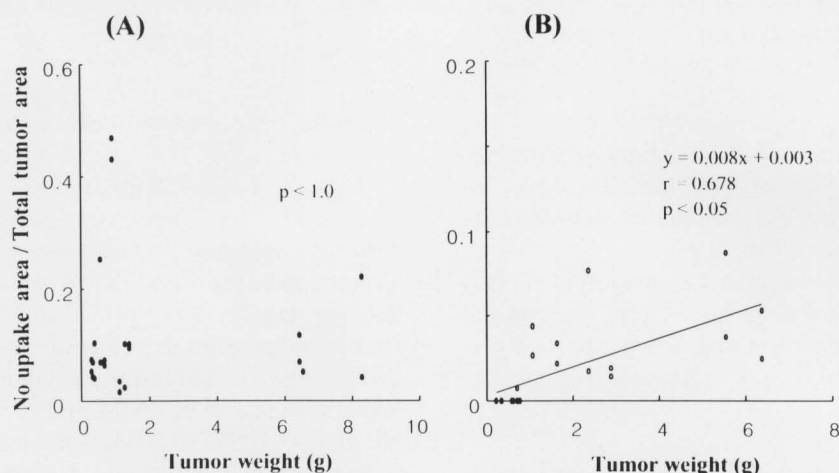 (A)
(B)
No uptake area / Total tumor area
0.6
0.4
0.2
0
p < 1.0
0 2 4 6 8 10
Tumor weight (g)
0.2
0.1
0
y = 0.008x + 0.003
r = 0.678
p < 0.05
0 2 4 6 8
Tumor weight (g)